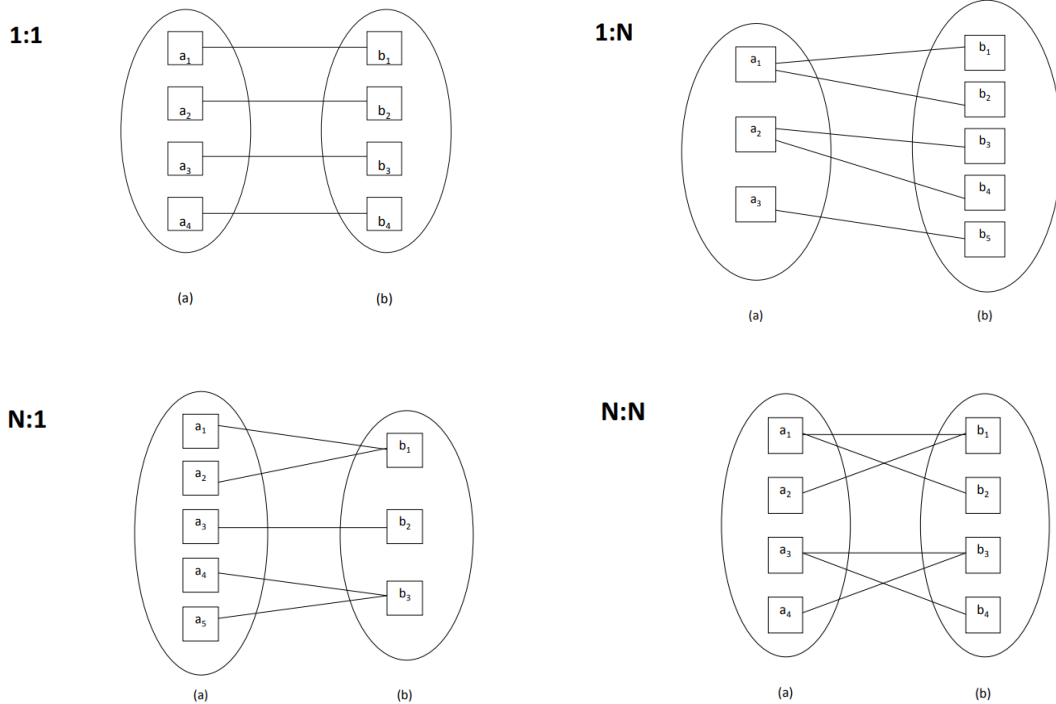 1:1
a₁
b₁
a₂
b₂
a₃
b₃
a₄
b₄
(a)
(b)
1:N
a₁
b₁
b₂
a₂
b₃
b₄
a₃
b₅
(a)
(b)
N:1
a₁
b₁
a₂
a₃
b₂
a₄
b₃
a₅
(a)
(b)
N:N
a₁
b₁
a₂
b₂
a₃
b₃
a₄
b₄
(a)
(b)